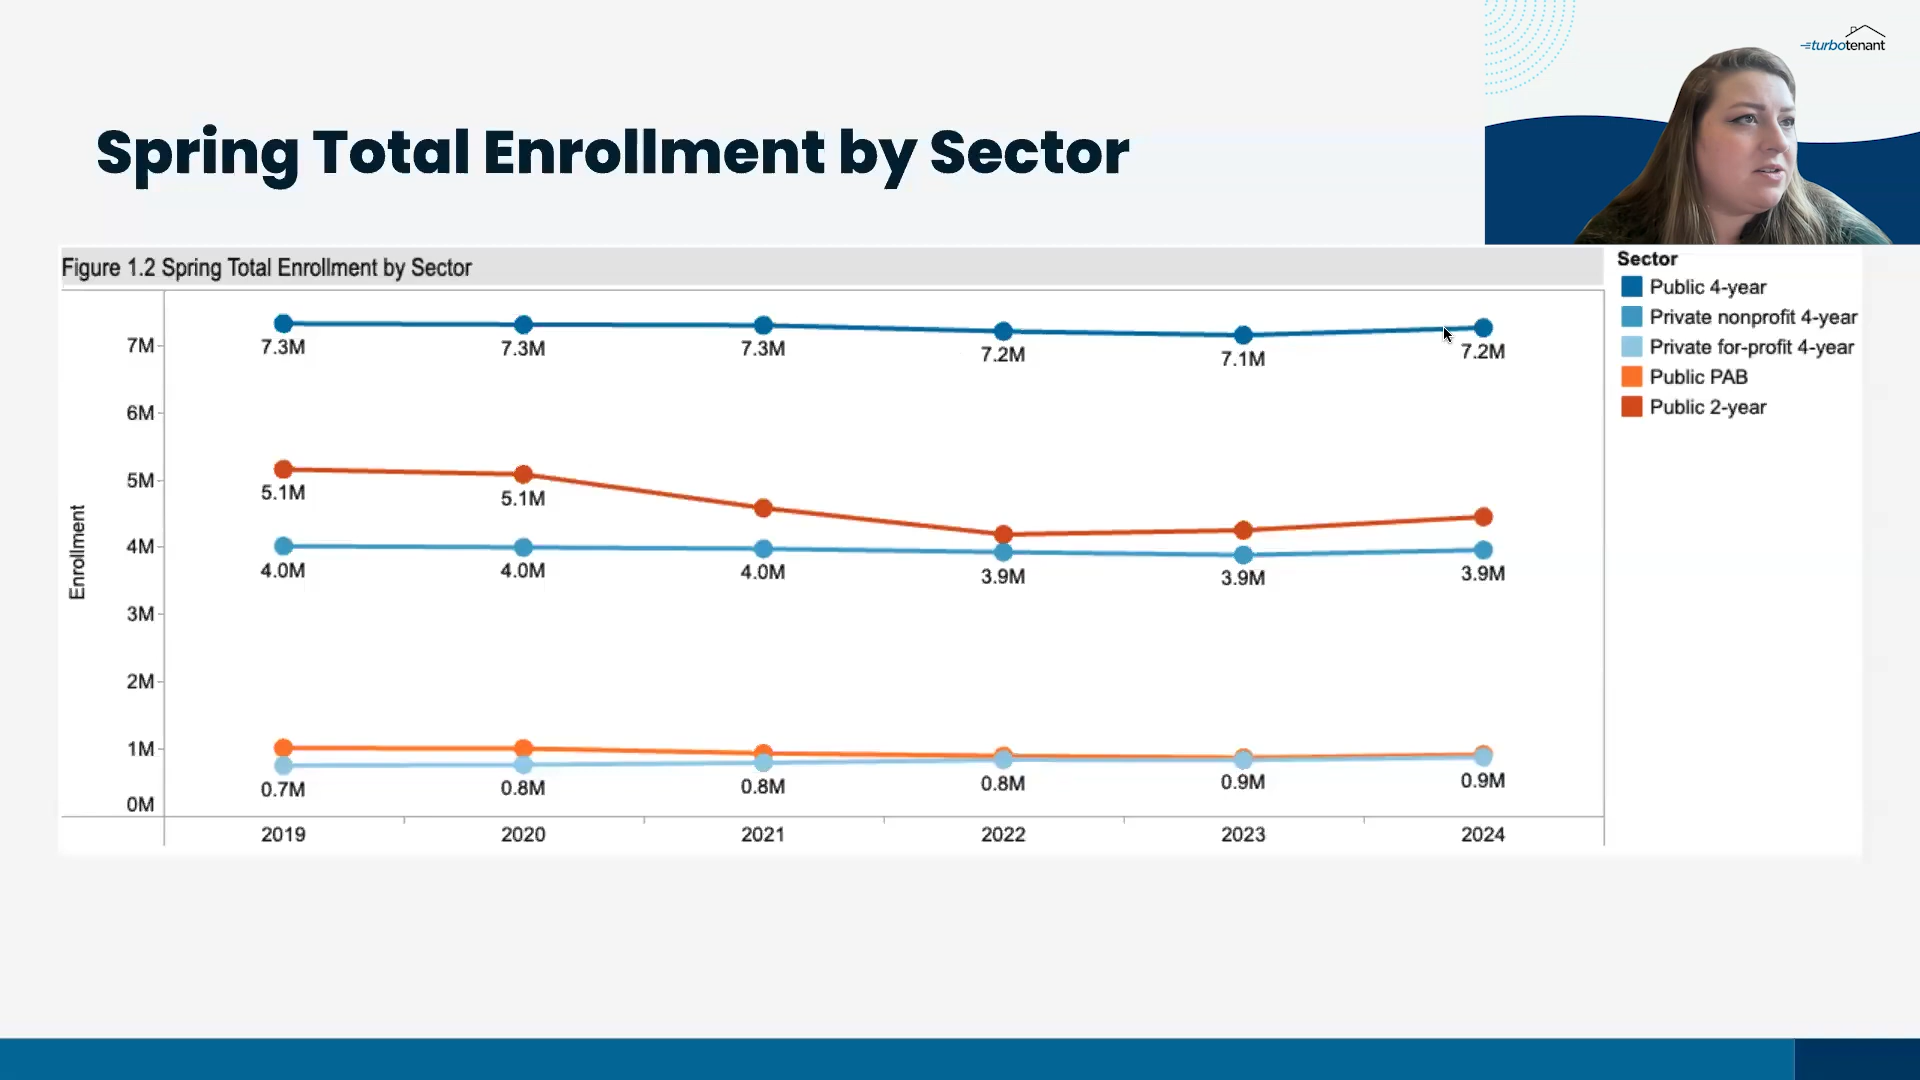 turbotenant
Spring Total Enrollment by Sector
Figure 1.2 Spring Total Enrollment by Sector
Sector
Public 4-year
Private nonprofit 4-year
Private for-profit 4-year
Public PAB
Public 2-year
Enrollment
7M
6M
5M
4M
3M
2M
1M
0M
7.3M 7.3M 7.3M 7.2M 7.1M 7.2M
5.1M 5.1M
4.0M 4.0M 4.0M 3.9M 3.9M 3.9M
0.7M 0.8M 0.8M 0.8M 0.9M 0.9M
2019 2020 2021 2022 2023 2024